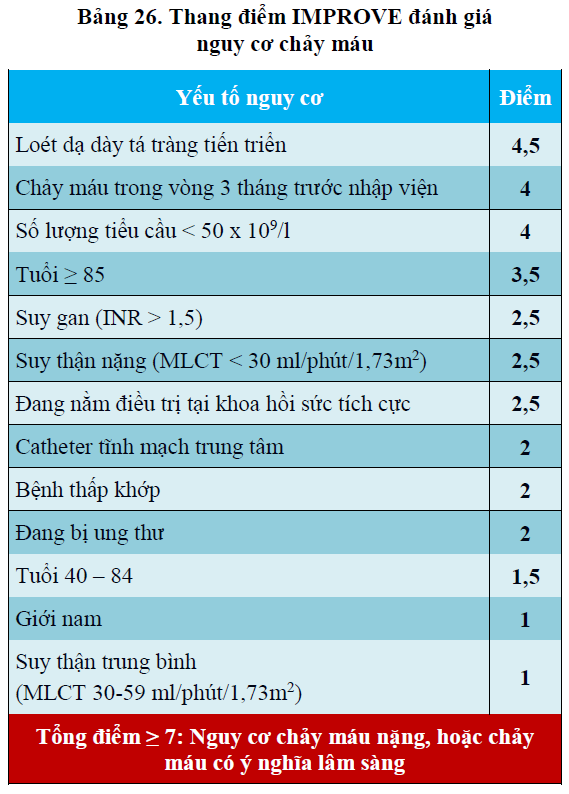 Bảng 26. Thang điểm IMPROVE đánh giá
nguy cơ chảy máu
Yếu tố nguy cơ Điểm
Loét dạ dày tá tràng tiến triển 4,5
Chảy máu trong vòng 3 tháng trước nhập viện 4
Số lượng tiểu cầu < 50 x 10⁹/l 4
Tuổi ≥ 85 3,5
Suy gan (INR > 1,5) 2,5
Suy thận nặng (MLCT < 30 ml/phút/1,73m²) 2,5
Đang nằm điều trị tại khoa hồi sức tích cực 2,5
Catheter tĩnh mạch trung tâm 2
Bệnh thấp khớp 2
Đang bị ung thư 2
Tuổi 40 – 84 1,5
Giới nam 1
Suy thận trung bình
(MLCT 30-59 ml/phút/1,73m²) 1
Tổng điểm ≥ 7: Nguy cơ chảy máu nặng, hoặc chảy
máu có ý nghĩa lâm sàng